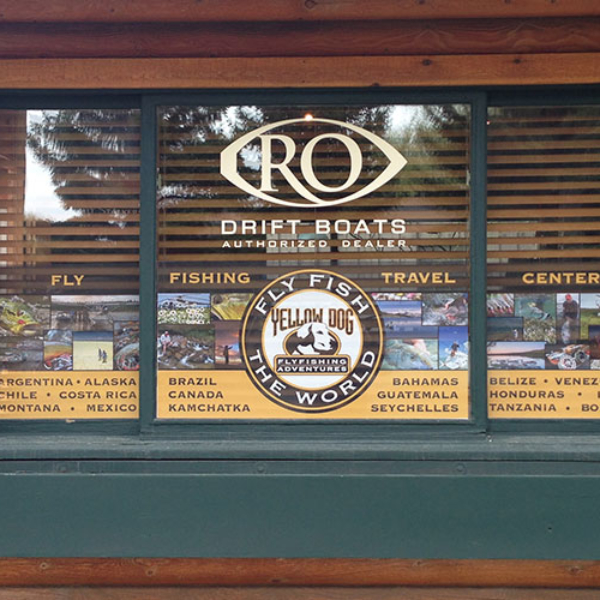 RO
DRIFT BOATS
AUTHORIZED DEALER
FLY FISHING TRAVEL CENTER
FLY FISH
YELLOW DOG
FLYFISHING
ADVENTURES
THE WORLD
ARGENTINA • ALASKA
CHILE • COSTA RICA
MONTANA • MEXICO
BRAZIL
CANADA
KAMCHATKA
BAHAMAS
GUATEMALA
SEYCHELLES
BELIZE • VENEZ
HONDURAS •
TANZANIA • BO